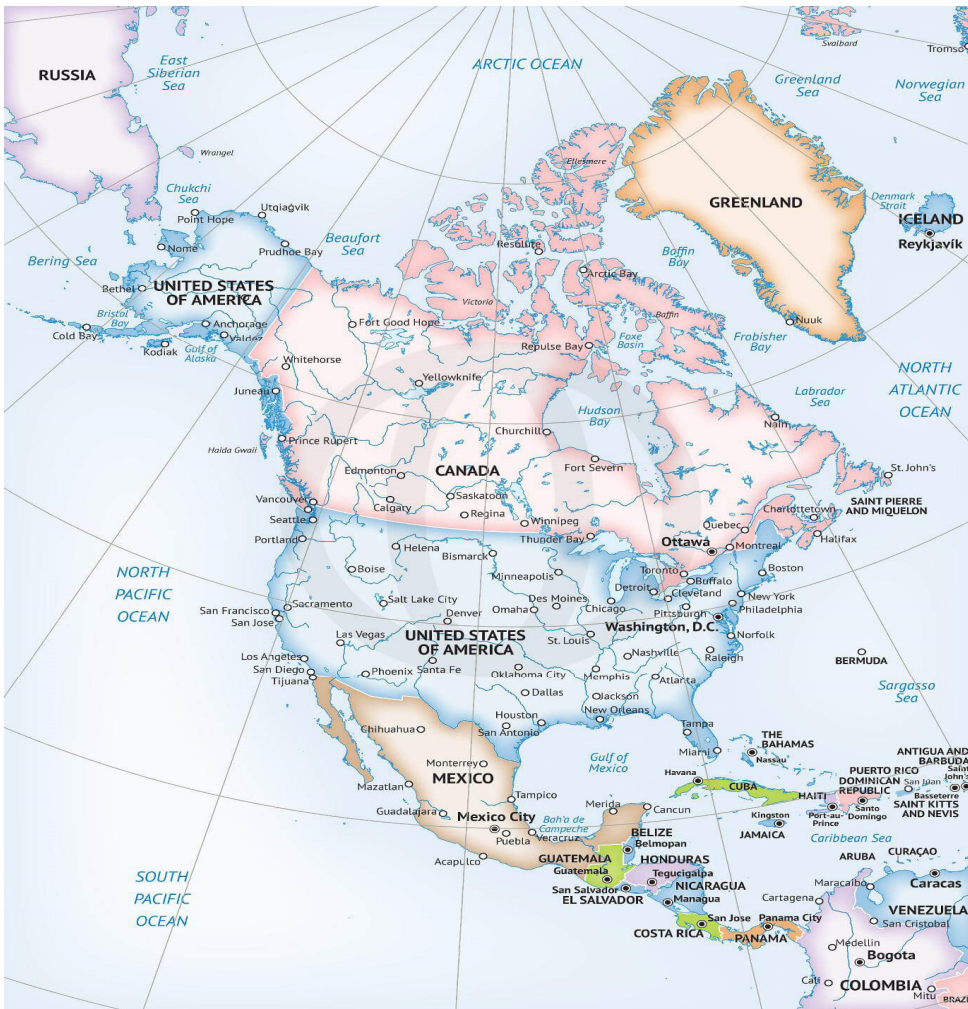 RUSSIA
East
Siberian
Sea
ARCTIC OCEAN
Greenland
Sea
Svalbard
Tromsø
Norwegian
Sea
Wrangel
Chukchi
Sea
Point Hope
Utqiaġvik
Ellesmere
GREENLAND
Denmark
Strait
ICELAND
Reykjavík
Nome
Prudhoe Bay
Beaufort
Sea
Resolute
Baffin
Bay
Arctic Bay
Bering Sea
Bethel
UNITED STATES
OF AMERICA
Victoria
Baffin
Bristol
Bay
Cold Bay
Anchorage
Valdez
Kodiak
Gulf of
Alaska
Fort Good Hope
Repulse Bay
Foxe
Basin
Frobisher
Bay
Nuuk
Whitehorse
Juneau
Yellowknife
Labrador
Sea
NORTH
ATLANTIC
OCEAN
Hudson
Bay
Churchill
Nain
Haida Gwaii
Prince Rupert
Edmonton
CANADA
Fort Severn
St. John's
Calgary
Saskatoon
Regina
Winnipeg
Vancouver
Seattle
Portland
Thunder Bay
Ottawa
Quebec
Montreal
Charlottetown
SAINT PIERRE
AND MIQUELON
Halifax
Helena
Bismarck
Boise
Minneapolis
Toronto
Buffalo
Boston
Detroit
Cleveland
New York
NORTH
PACIFIC
OCEAN
San Francisco
San Jose
Sacramento
Salt Lake City
Denver
Omaha
Des Moines
Chicago
Pittsburgh
Philadelphia
Washington, D.C.
Norfolk
Las Vegas
UNITED STATES
OF AMERICA
St. Louis
Nashville
Raleigh
BERMUDA
Los Angeles
San Diego
Tijuana
Phoenix
Santa Fe
Oklahoma City
Memphis
Atlanta
Sargasso
Sea
Dallas
Jackson
Houston
New Orleans
San Antonio
Tampa
Miami
Chihuahua
THE
BAHAMAS
Nassau
Gulf of
Mexico
Monterrey
MEXICO
Mazatlan
Havana
CUBA
ANTIGUA AND
BARBUDA
Saint
John's
PUERTO RICO
San Juan
DOMINICAN
REPUBLIC
Santo
Domingo
HAITI
Port-au-
Prince
Basseterre
SAINT KITTS
AND NEVIS
Guadalajara
Tampico
Mexico City
Puebla
Veracruz
Bah'a de
Campeche
Merida
Cancun
Kingston
JAMAICA
Caribbean Sea
Acapulco
BELIZE
Belmopan
GUATEMALA
Guatemala
HONDURAS
Tegucigalpa
San Salvador
EL SALVADOR
NICARAGUA
Managua
ARUBA
CURAÇAO
Maracaibo
Caracas
SOUTH
PACIFIC
OCEAN
Cartagena
VENEZUELA
San Cristobal
San Jose
COSTA RICA
Panama City
PANAMA
Medellin
Bogota
Cali
COLOMBIA
Mitú
BRAZI